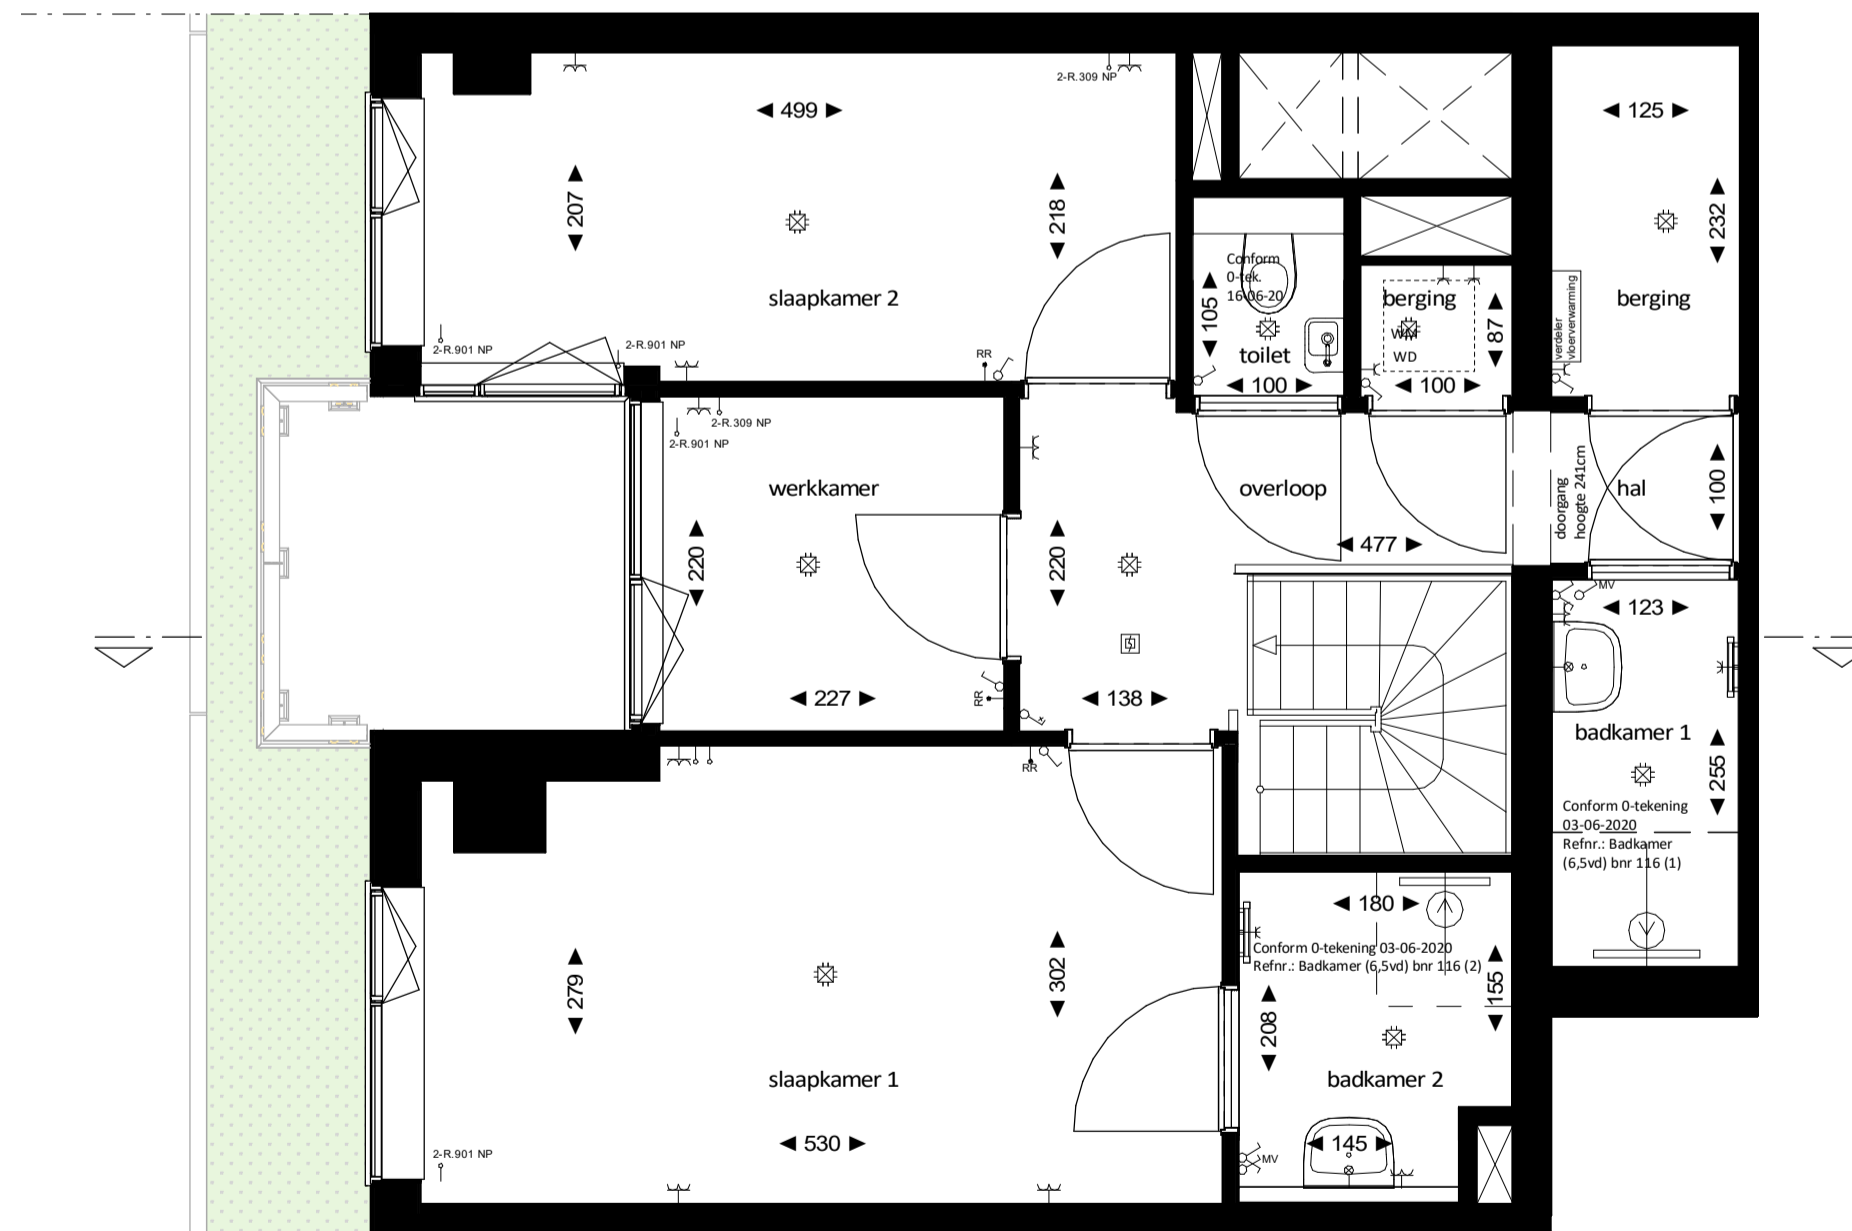 2-R.309 NP
499
125
207
218
232
Conform
0-tek.
16-06-20
slaapkamer 2
105
berging
WM
WD
87
verdeler
vloerverwarming
berging
2-R.901 NP
2-R.901 NP
RR
toilet
100
100
2-R.309 NP
2-R.901 NP
werkkamer
overloop
doorgang
hoogte 241cm
hal
100
477
220
220
MV
123
RR
227
138
badkamer 1
255
RR
Conform 0-tekening
03-06-2020
Refnr.: Badkamer
(6,5vd) bnr 116 (1)
180
Conform 0-tekening 03-06-2020
Refnr.: Badkamer (6,5vd) bnr 116 (2)
279
302
155
208
slaapkamer 1
badkamer 2
530
145
2-R.901 NP
MV